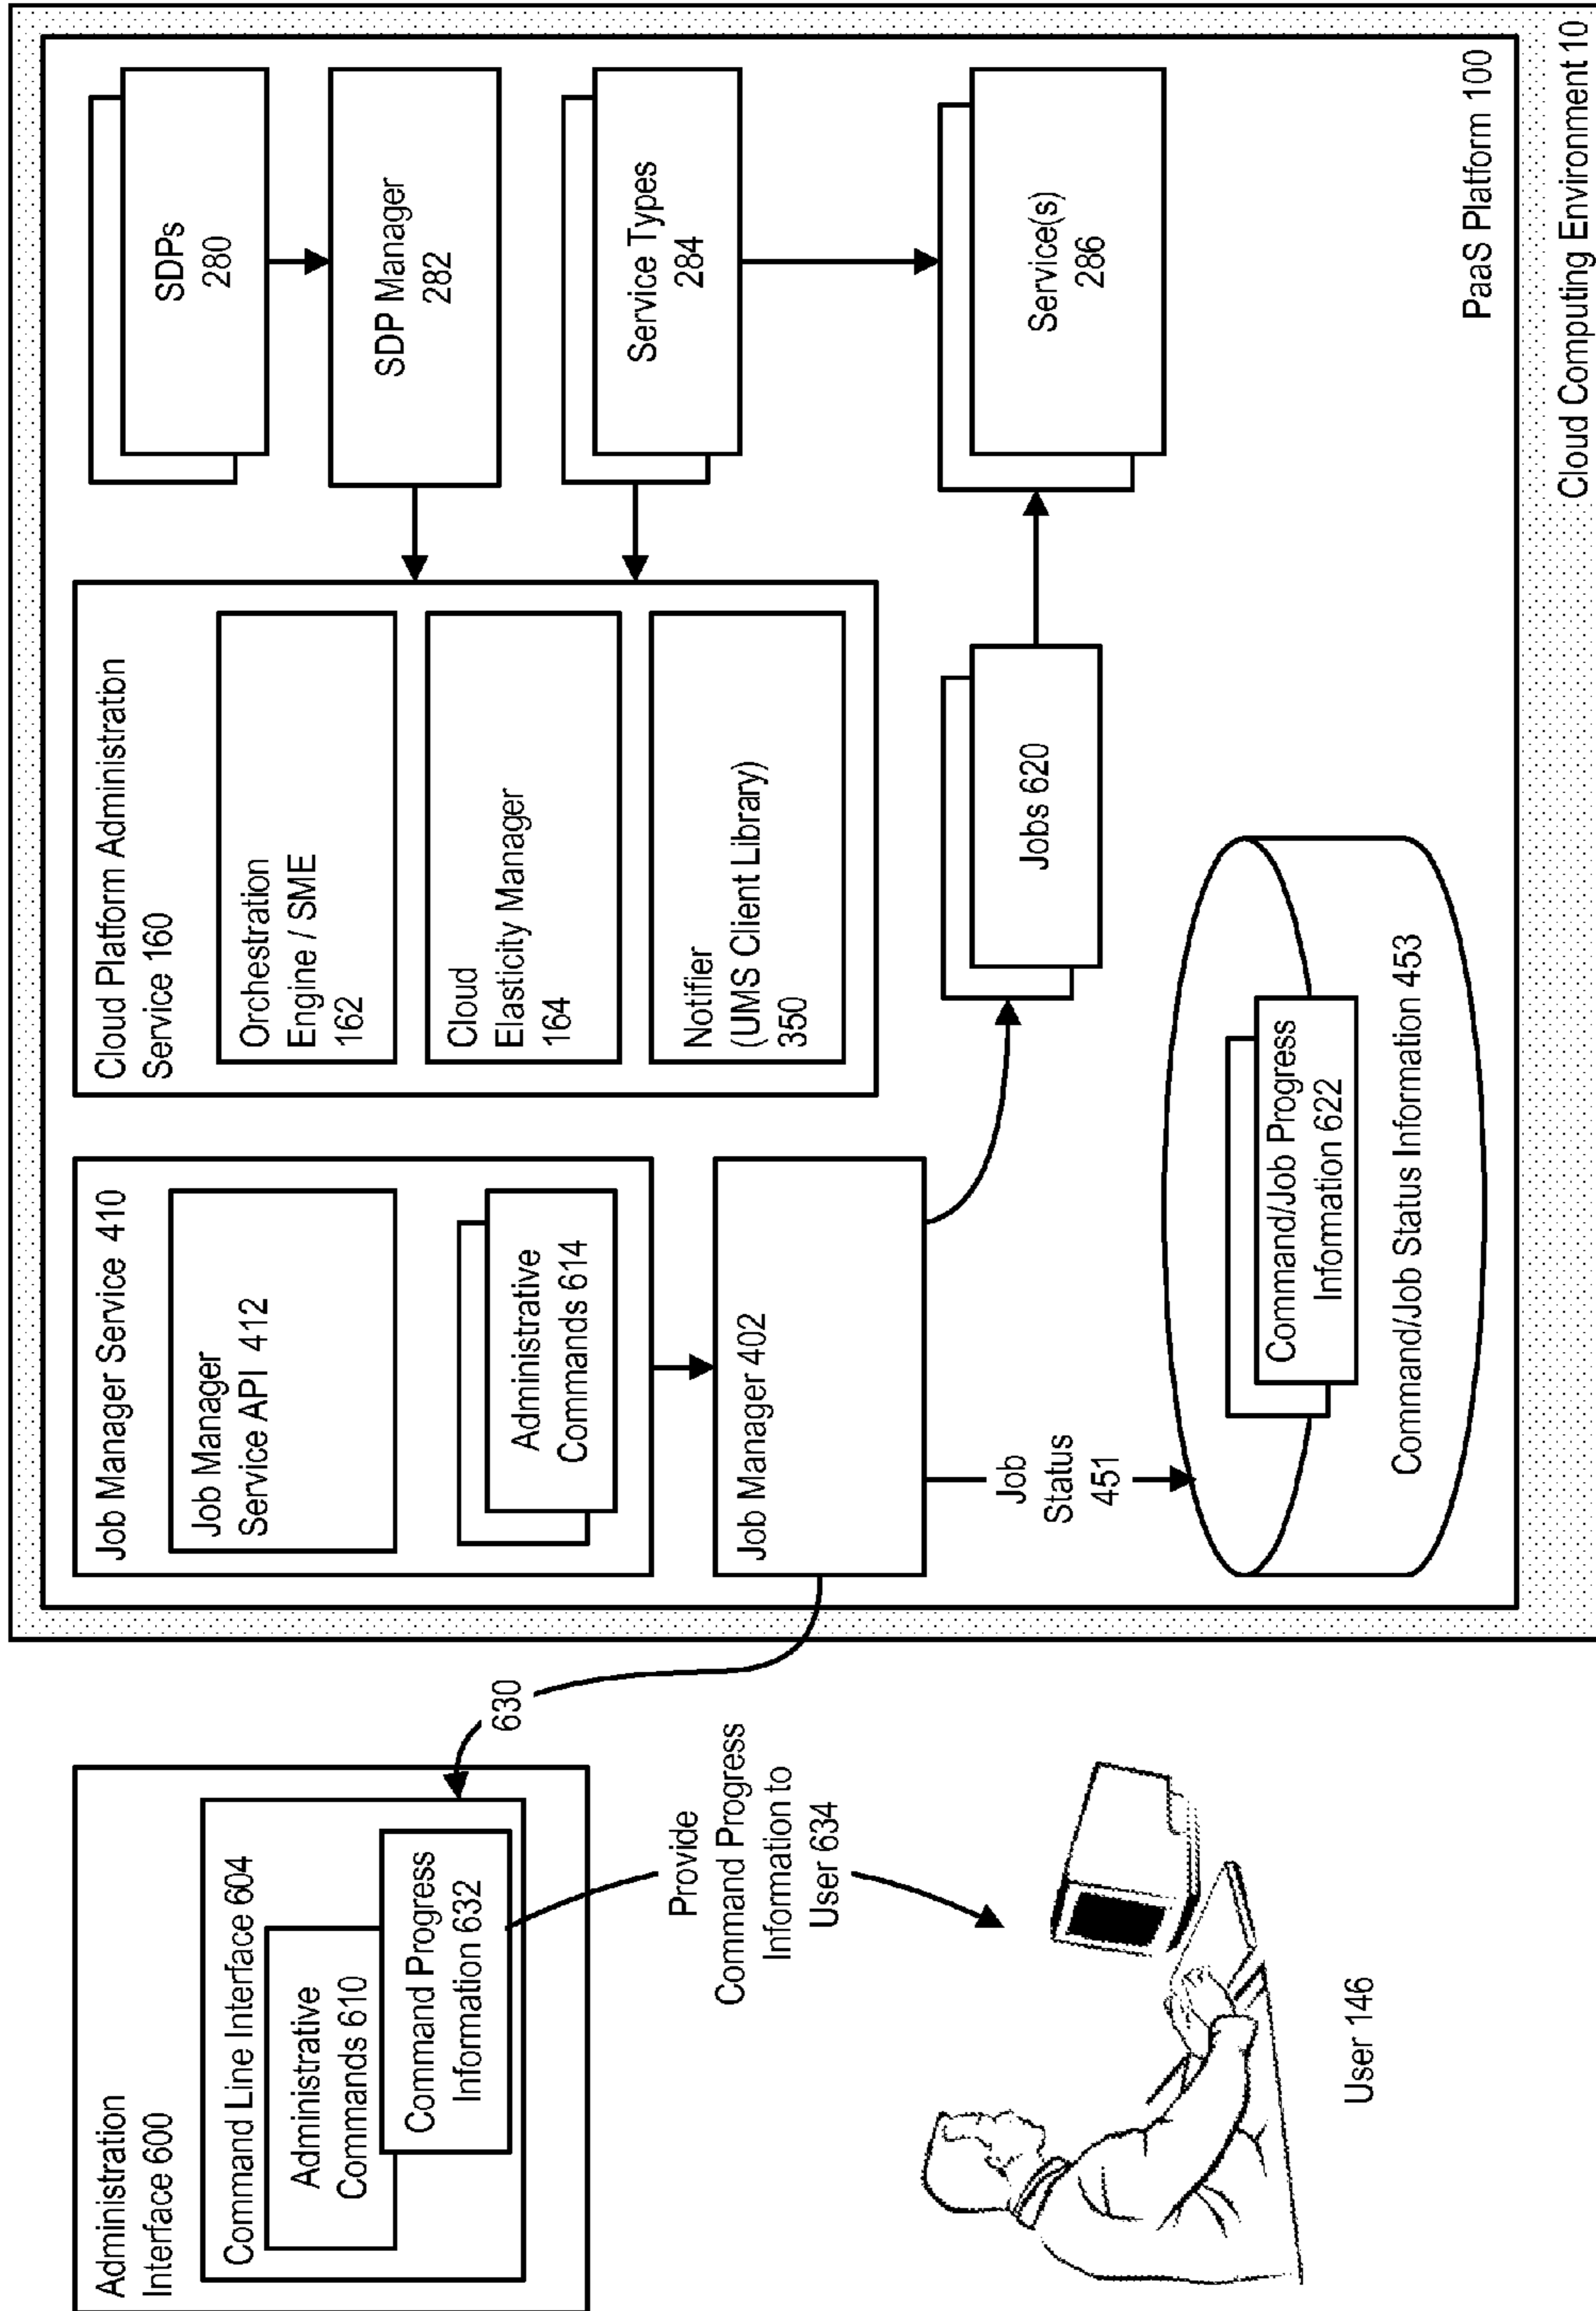 Administration
Interface 600
Command Line Interface 604
Administrative
Commands 610
Command Progress
Information 632
630
Provide
Command Progress
Information to
User 634
User 146
Job Manager Service 410
Job Manager
Service API 412
Administrative
Commands 614
Job Manager 402
Job
Status
451
Command/Job Progress
Information 622
Command/Job Status Information 453
Cloud Platform Administration
Service 160
Orchestration
Engine / SME
162
Cloud
Elasticity Manager
164
Notifier
(UMS Client Library)
350
Jobs 620
SDPs
280
SDP Manager
282
Service Types
284
Service(s)
286
PaaS Platform 100
Cloud Computing Environment 10